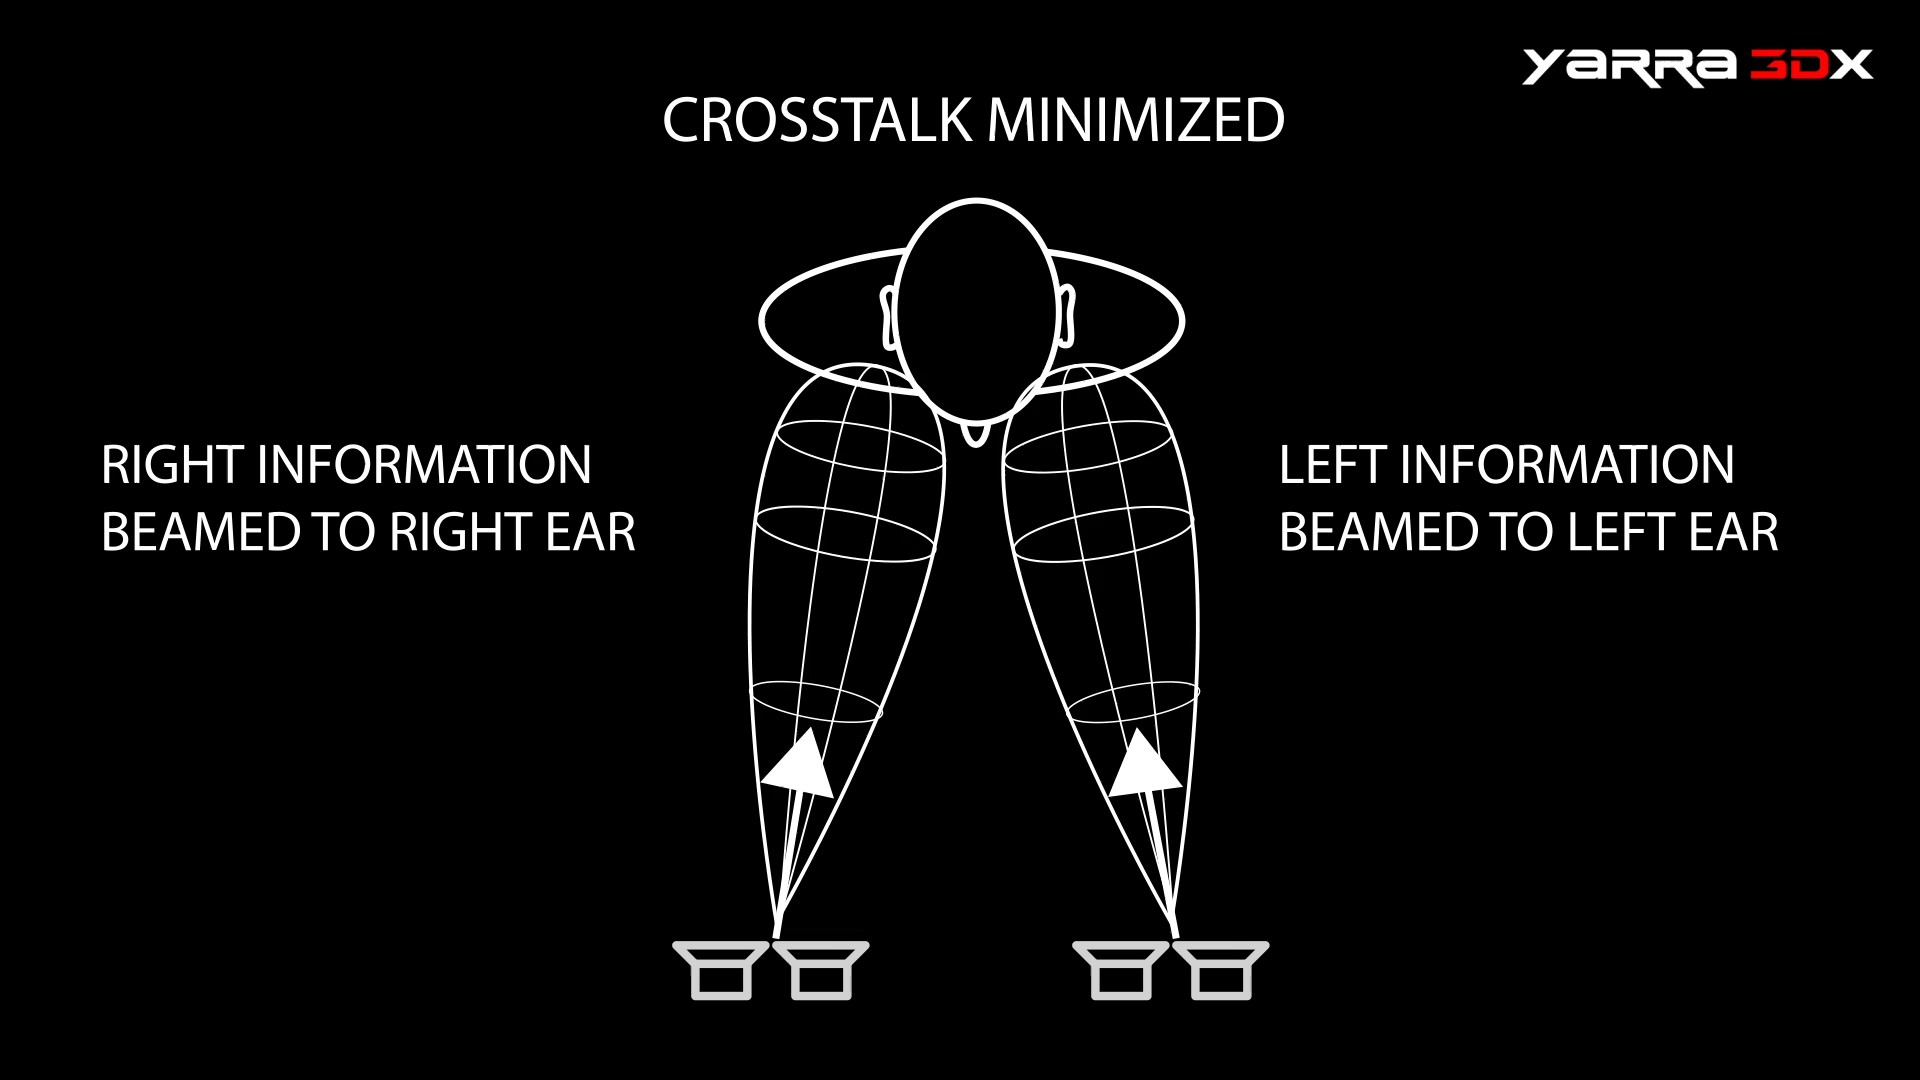 YARRA 3DX
CROSSTALK MINIMIZED
RIGHT INFORMATION
BEAMED TO RIGHT EAR
LEFT INFORMATION
BEAMED TO LEFT EAR